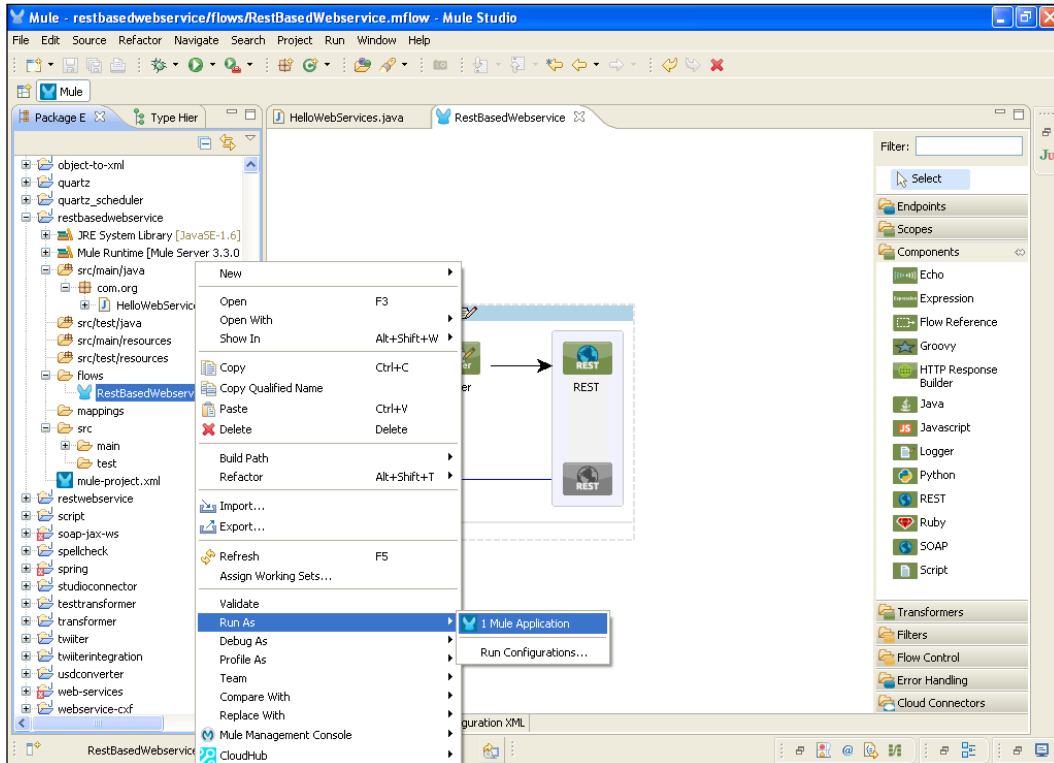 Mule - restbasedwebservice/flows/RestBasedWebservice.mflow - Mule Studio
File Edit Source Refactor Navigate Search Project Run Window Help
Mule
Package E
Type Hier
HelloWebServices.java
RestBasedWebservice
object-to-xml
quartz
quartz_scheduler
restbasedwebservice
JRE System Library [JavaSE-1.6]
Mule Runtime [Mule Server 3.3.0
src/main/java
com.org
HelloWebService
src/test/java
src/main/resources
src/test/resources
flows
RestBasedWebserv
mappings
src
main
test
mule-project.xml
restwebservice
script
soap-jax-ws
spellcheck
spring
studioconnector
testtransformer
transformer
twiiter
twiiterintegration
usdconverter
web-services
webservice-cxf
New
Open F3
Open With
Show In Alt+Shift+W
Copy Ctrl+C
Copy Qualified Name
Paste Ctrl+V
Delete Delete
Build Path
Refactor Alt+Shift+T
Import...
Export...
Refresh F5
Assign Working Sets...
Validate
Run As
Debug As
Profile As
Team
Compare With
Replace With
Mule Management Console
CloudHub
1 Mule Application
Run Configurations...
er
er
REST
REST
REST
guration XML
Filter:
Select
Endpoints
Scopes
Components
Echo
Expression
Flow Reference
Groovy
HTTP Response
Builder
Java
JS Javascript
Logger
Python
REST
Ruby
SOAP
Script
Transformers
Filters
Flow Control
Error Handling
Cloud Connectors
Ju
RestBasedWebservice